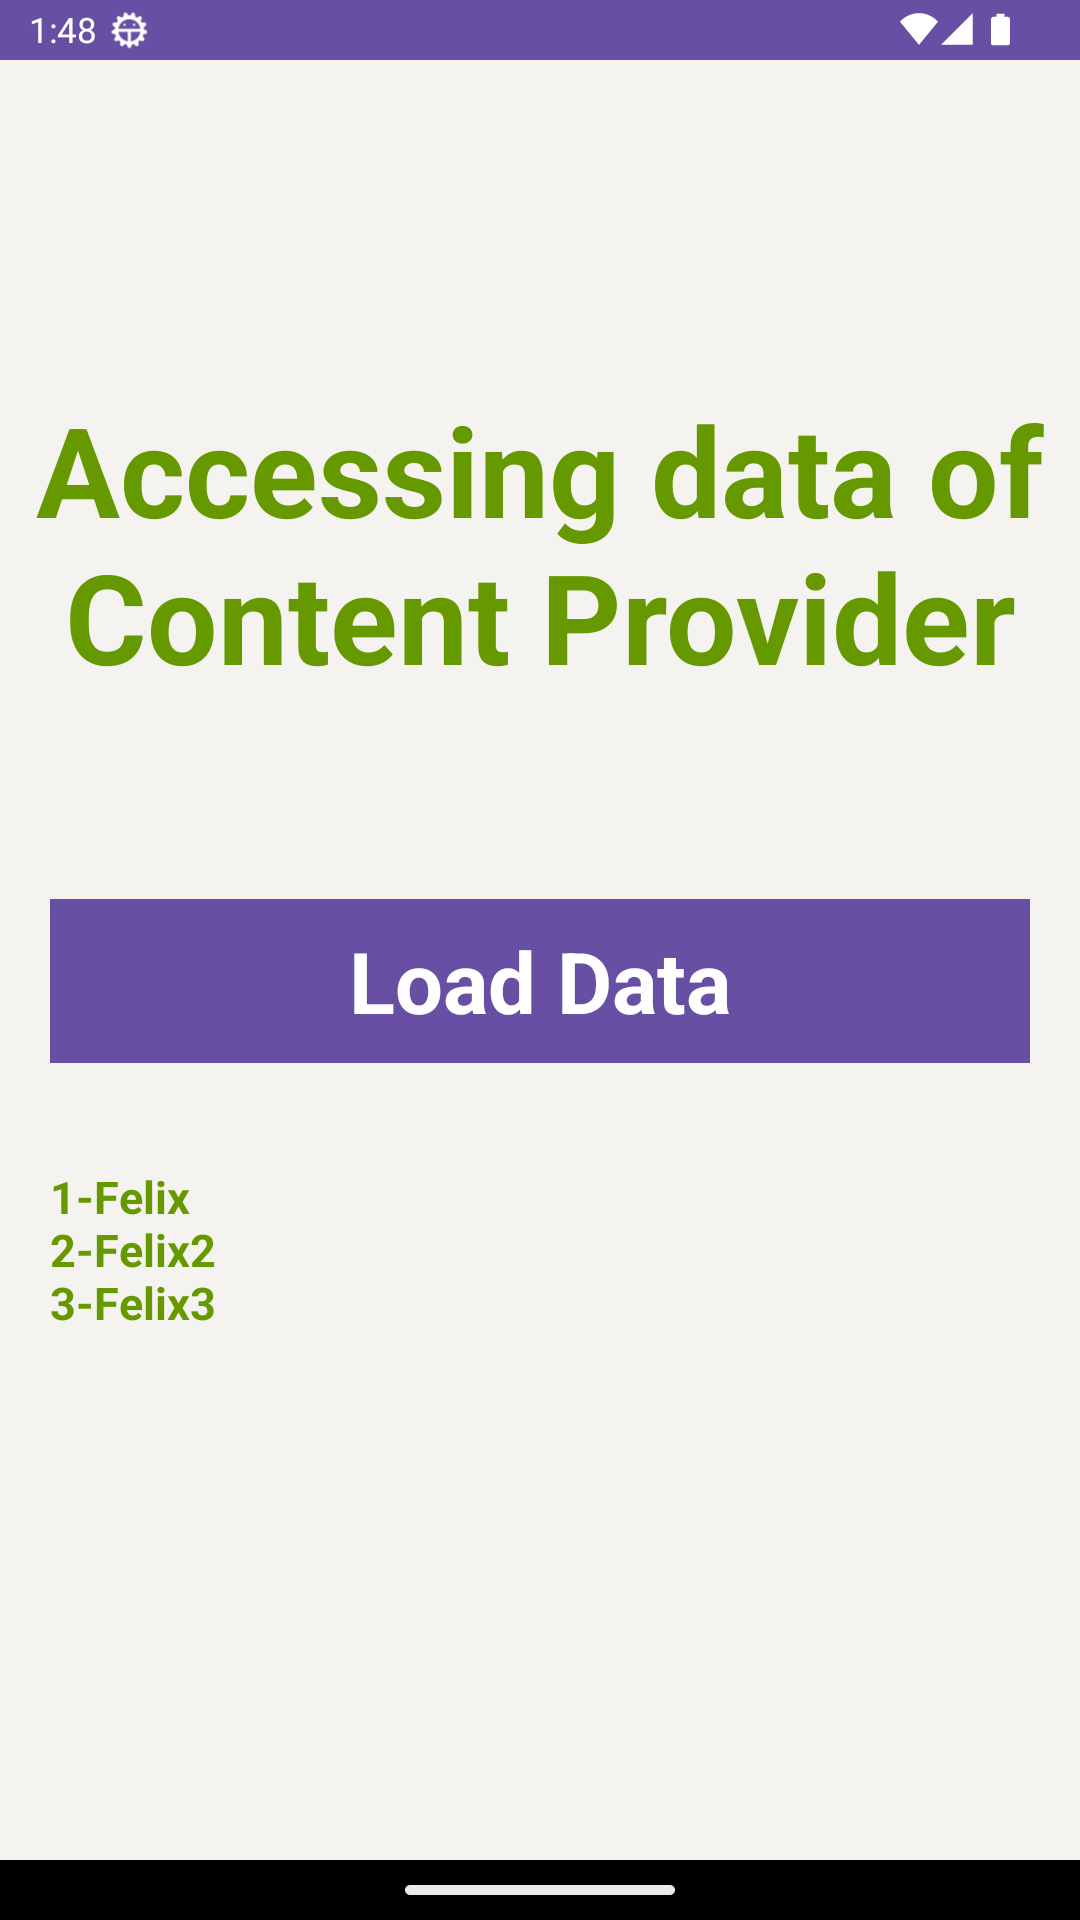 1:48
Accessing data of
Content Provider
Load Data
1-Felix
2-Felix2
3-Felix3